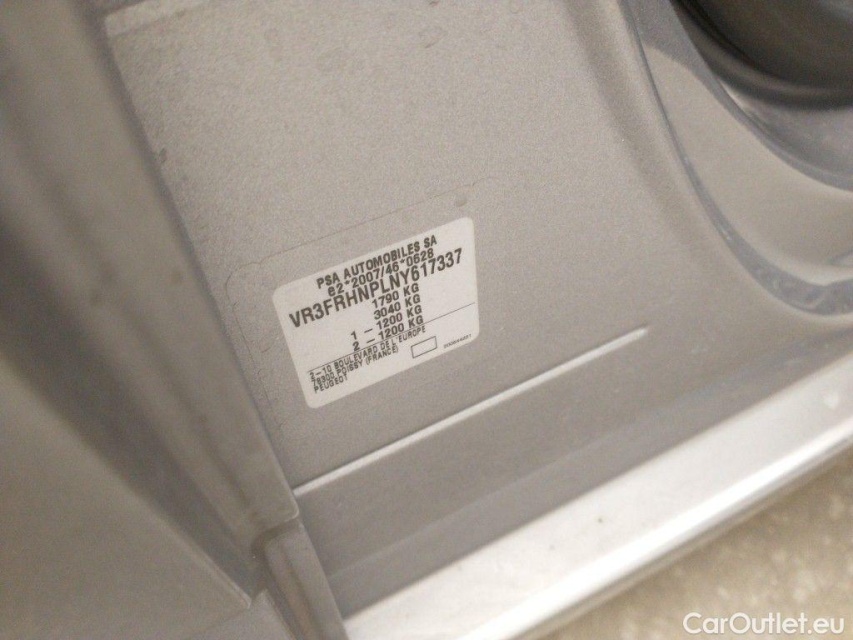 PSA AUTOMOBILES SA
e2*2007/46*0628
VR3FRHNPLNY617337
1790 KG
3040 KG
1 - 1200 KG
2 - 1200 KG
2-10 BOULEVARD DE L'EUROPE
78300 POISSY (FRANCE)
PEUGEOT
CarOutlet.eu